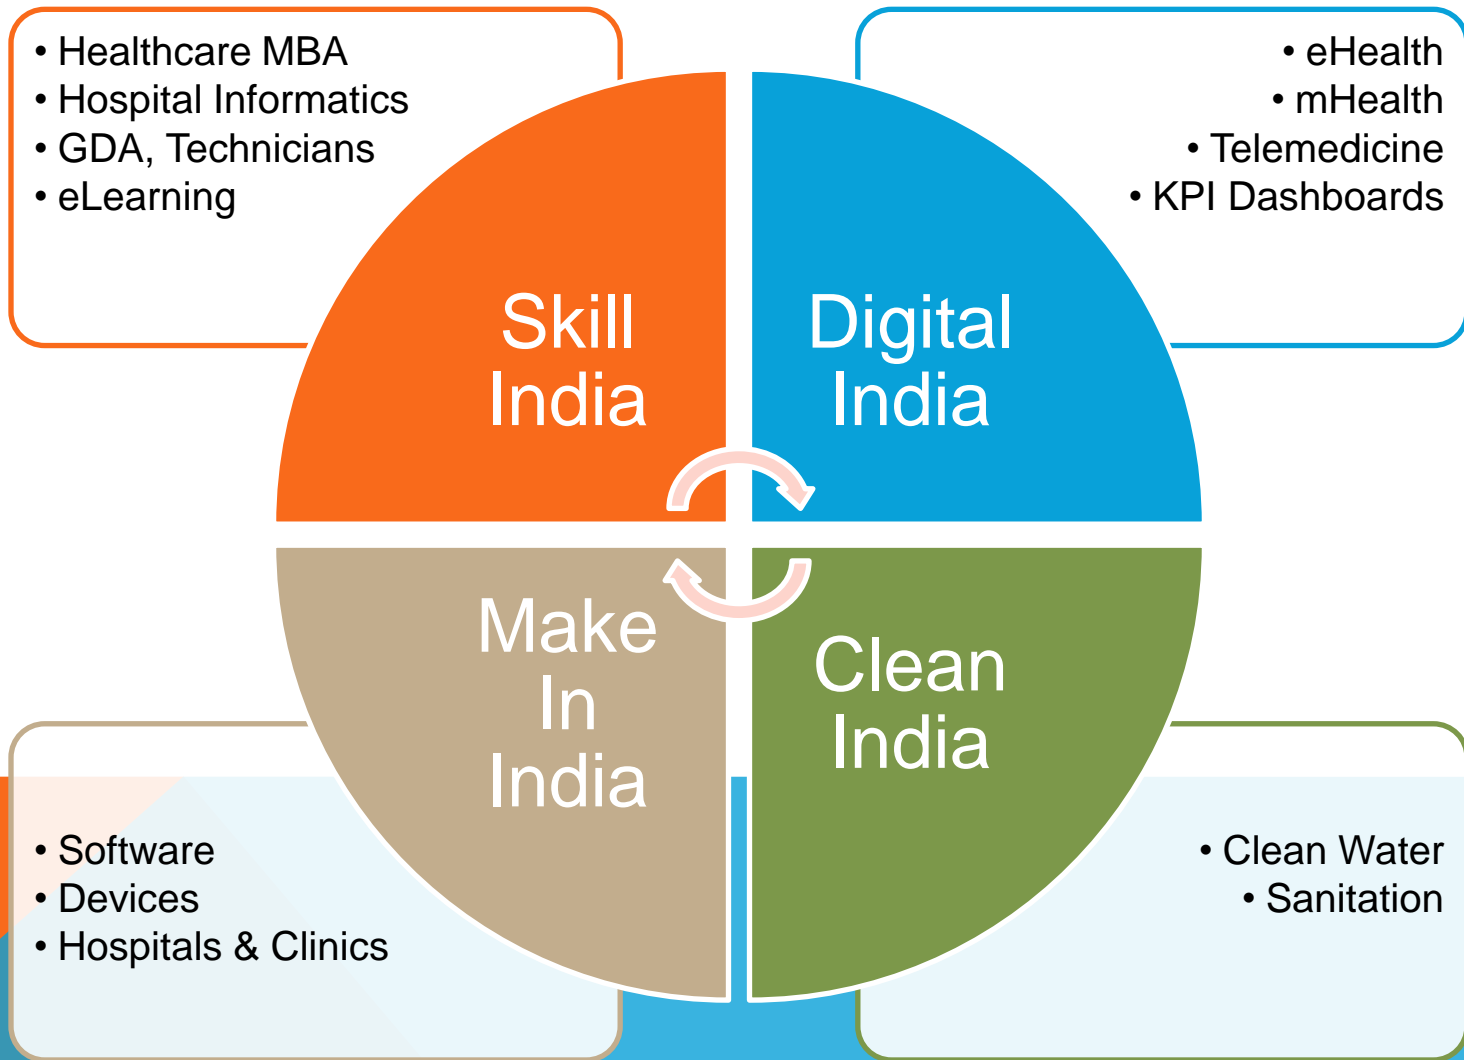 • Healthcare MBA
• Hospital Informatics
• GDA, Technicians
• eLearning
• eHealth
• mHealth
• Telemedicine
• KPI Dashboards
Skill
India
Digital
India
Make
In
India
Clean
India
• Software
• Devices
• Hospitals & Clinics
• Clean Water
• Sanitation